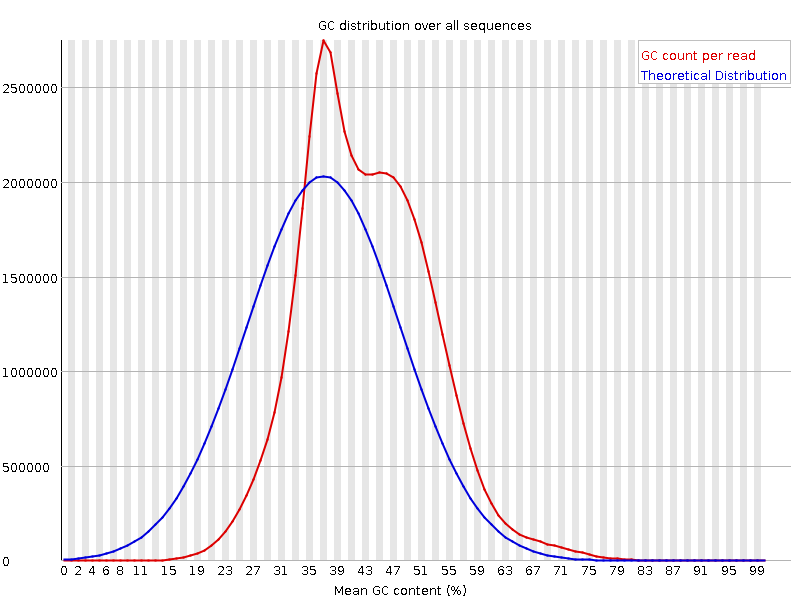 GC distribution over all sequences
GC count per read
Theoretical Distribution
2500000
2000000
1500000
1000000
500000
0
0 2 4 6 8 11 15 19 23 27 31 35 39 43 47 51 55 59 63 67 71 75 79 83 87 91 95 99
Mean GC content (%)